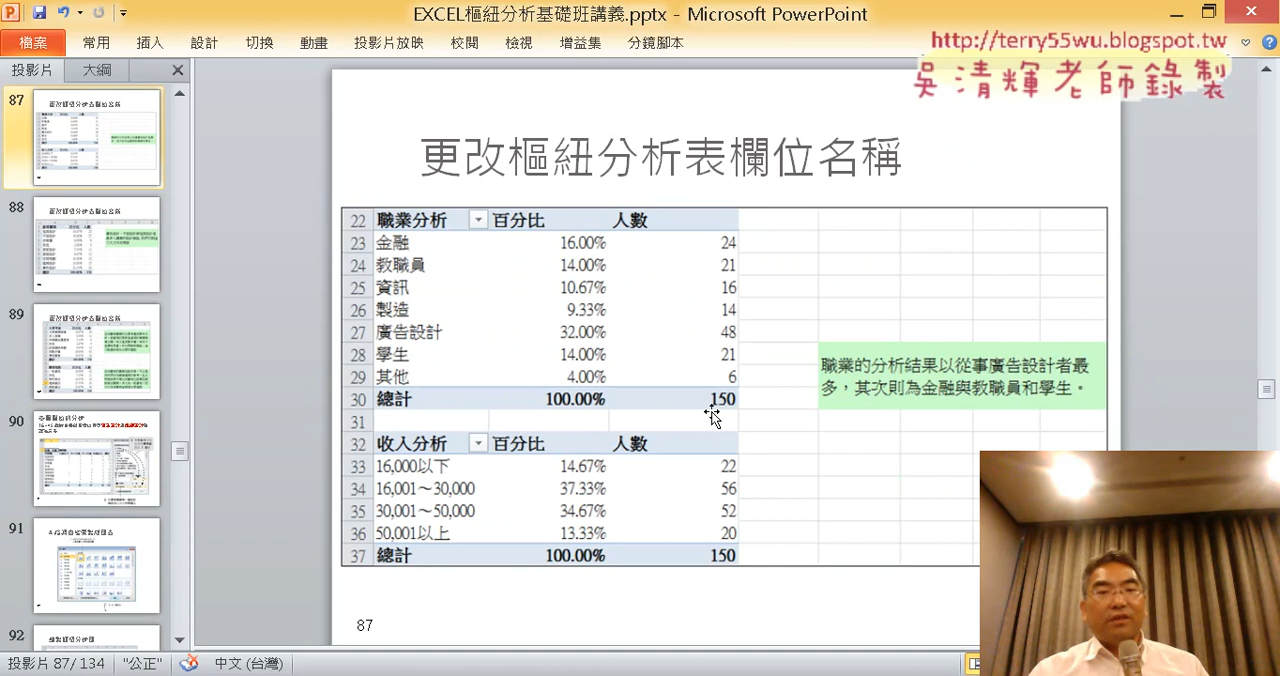 EXCEL樞紐分析基礎班講義.pptx - Microsoft PowerPoint
檔案 常用 插入 設計 切換 動畫 投影片放映 校閱 檢視 增益集 分鏡腳本
http://terry55wu.blogspot.tw
吳清輝老師錄製
投影片 大綱
87
88
89
90
91
92
更改樞紐分析表欄位名稱
22 職業分析 百分比 人數
23 金融 16.00% 24
24 教職員 14.00% 21
25 資訊 10.67% 16
26 製造 9.33% 14
27 廣告設計 32.00% 48
28 學生 14.00% 21
29 其他 4.00% 6
30 總計 100.00% 150
31
32 收入分析 百分比 人數
33 16,000以下 14.67% 22
34 16,001～30,000 37.33% 56
35 30,001～50,000 34.67% 52
36 50,001以上 13.33% 20
37 總計 100.00% 150
職業的分析結果以從事廣告設計者最
多，其次則為金融與教職員和學生。
87
投影片 87/ 134 "公正" 中文 (台灣)